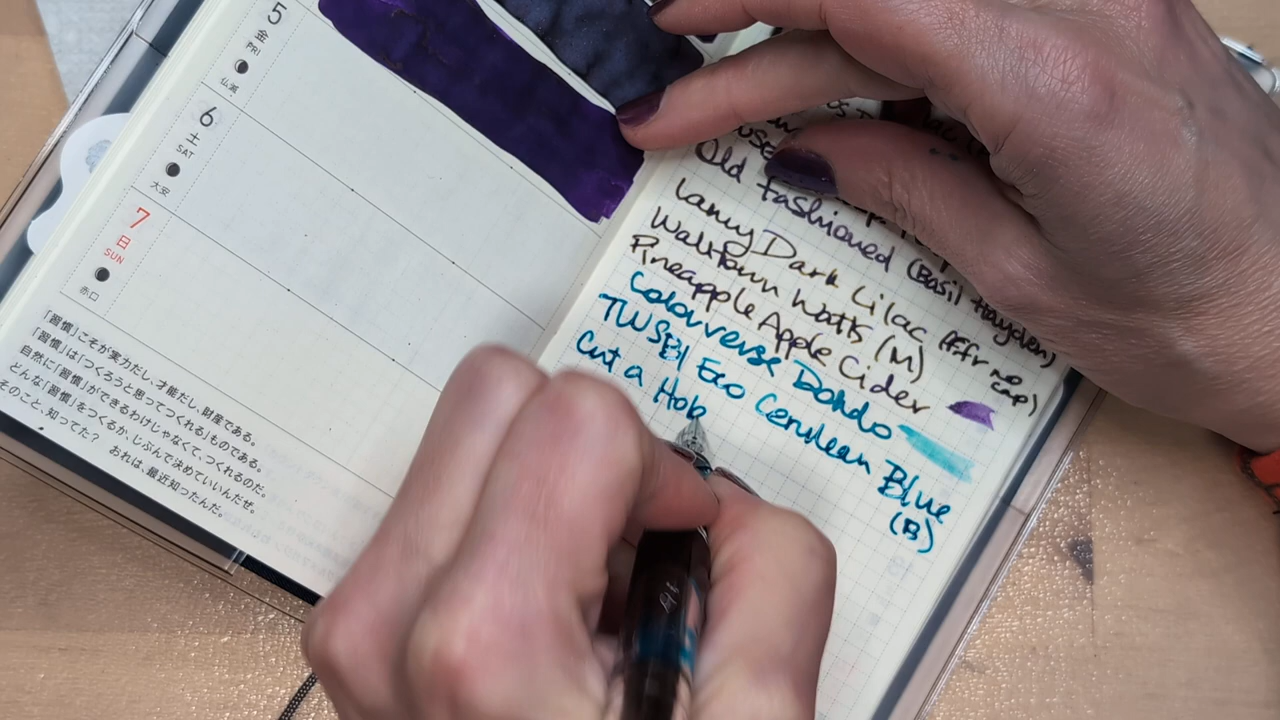 5
金
FRI
仏滅
6
土
SAT
大安
7
日
SUN
赤口
「習慣」こそが実力だし、才能だし、財産である。
「習慣」は「つくろうと思ってつくれる」ものである。
自然に「習慣」ができるわけじゃなくて、つくれるのだ。
どんな「習慣」をつくるか、じぶんで決めていいんだぜ。
そのこと、知ってた? おれは、最近知ったんだ。
Old Fashioned (Basil Hayden)
Lamy Dark Lilac (FFr no cap)
Walktown Watts (M)
Pineapple Apple Cider
Colorverse Dokdo
TWSBI Eco Cerulean Blue
(B)
Cut a Hob